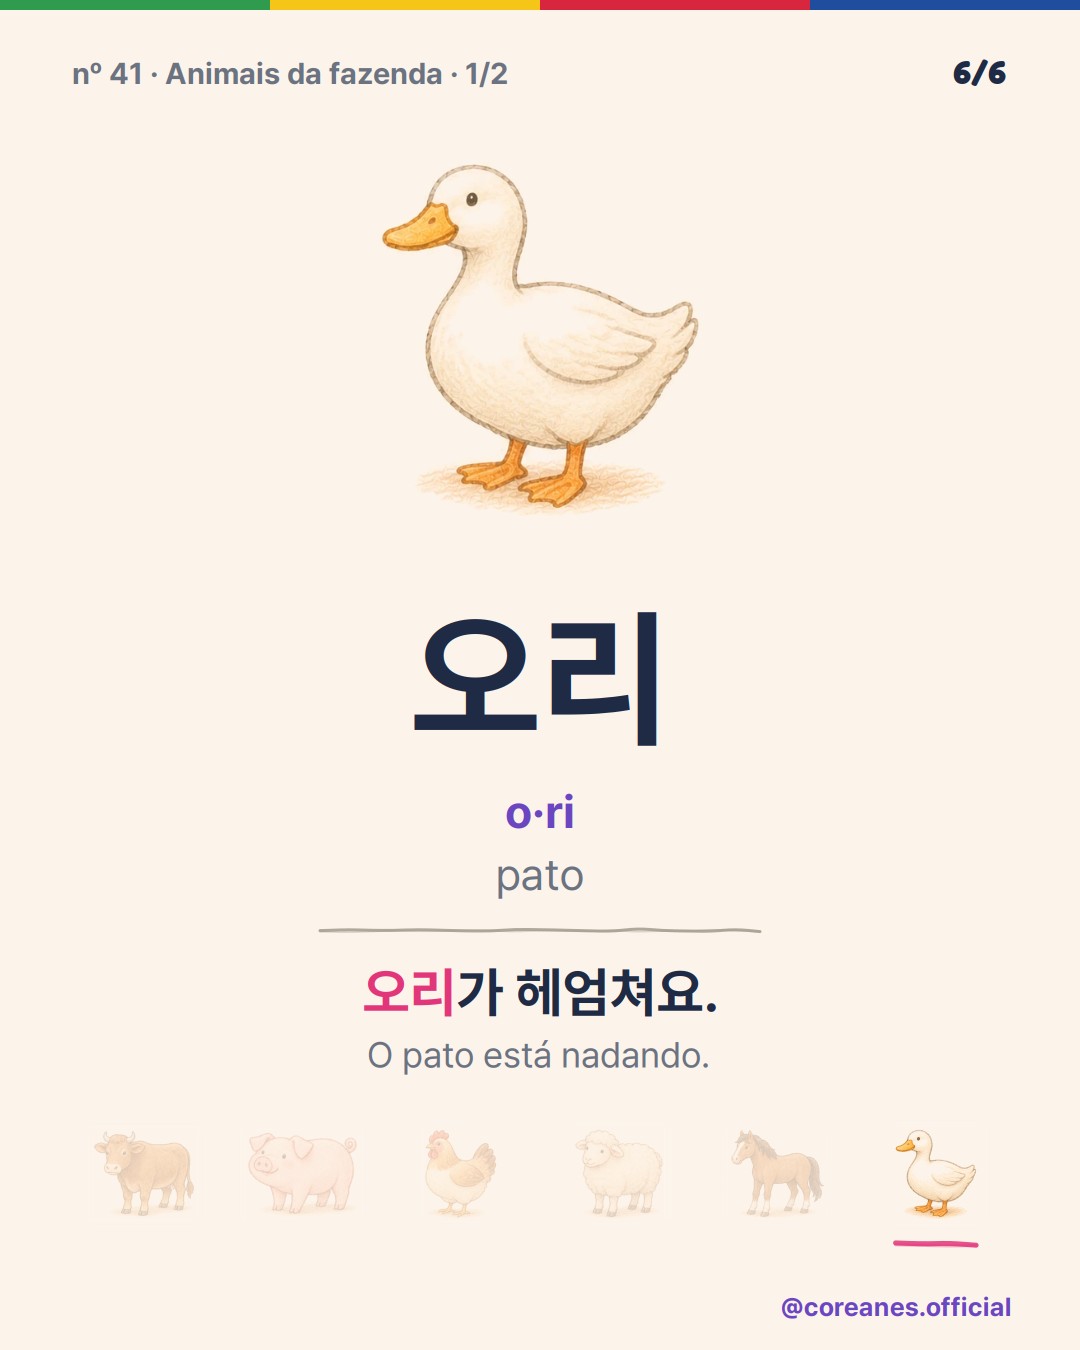 nº 41 · Animais da fazenda · 1/2
6/6
오리
o·ri
pato
오리가 헤엄쳐요.
O pato está nadando.
@coreanes.official